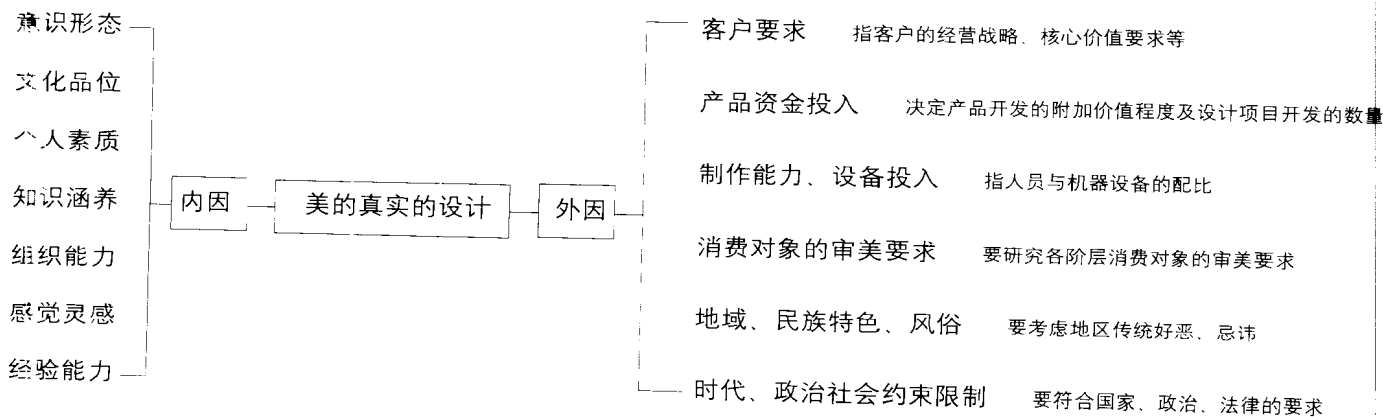 意识形态
文化品位
个人素质
知识涵养
组织能力
感觉灵感
经验能力
内因
美的真实的设计
外因
客户要求 指客户的经营战略、核心价值要求等
产品资金投入 决定产品开发的附加价值程度及设计项目开发的数量
制作能力、设备投入 指人员与机器设备的配比
消费对象的审美要求 要研究各阶层消费对象的审美要求
地域、民族特色、风俗 要考虑地区传统好恶、忌讳
时代、政治社会约束限制 要符合国家、政治、法律的要求